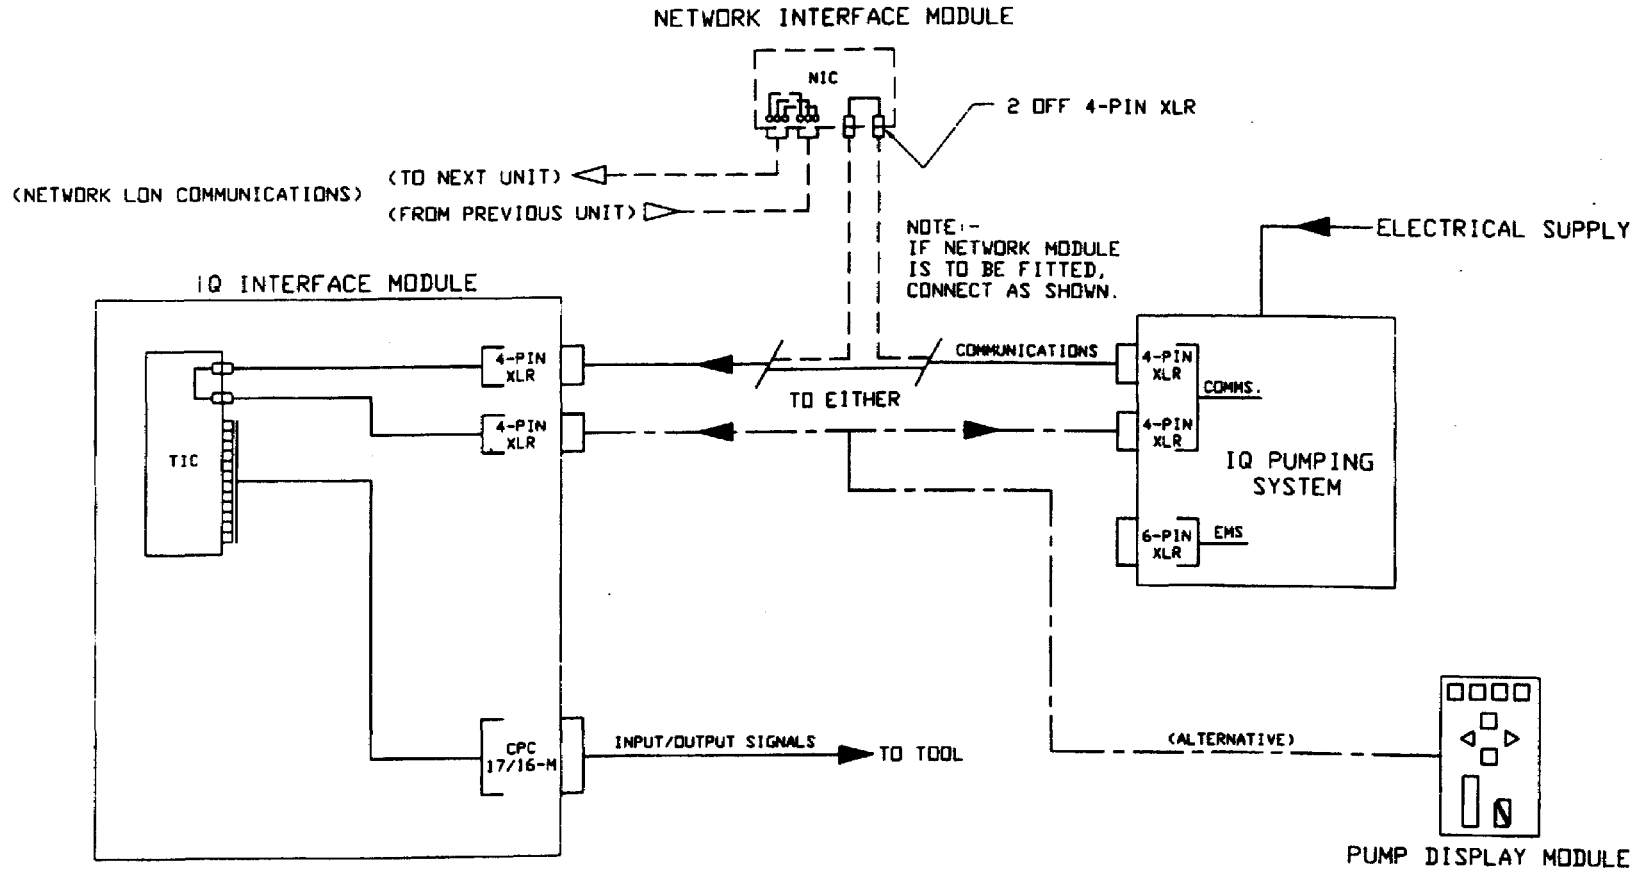 NETWORK INTERFACE MODULE
NIC
2 OFF 4-PIN XLR
(NETWORK LON COMMUNICATIONS)
(TO NEXT UNIT)
(FROM PREVIOUS UNIT)
NOTE:-
IF NETWORK MODULE
IS TO BE FITTED,
CONNECT AS SHOWN.
ELECTRICAL SUPPLY
IQ INTERFACE MODULE
4-PIN
XLR
COMMUNICATIONS
4-PIN
XLR
COMMS.
TO EITHER
4-PIN
XLR
4-PIN
XLR
TIC
IQ PUMPING
SYSTEM
6-PIN
XLR
EMS
CPC
17/16-M
INPUT/OUTPUT SIGNALS
TO TOOL
(ALTERNATIVE)
PUMP DISPLAY MODULE